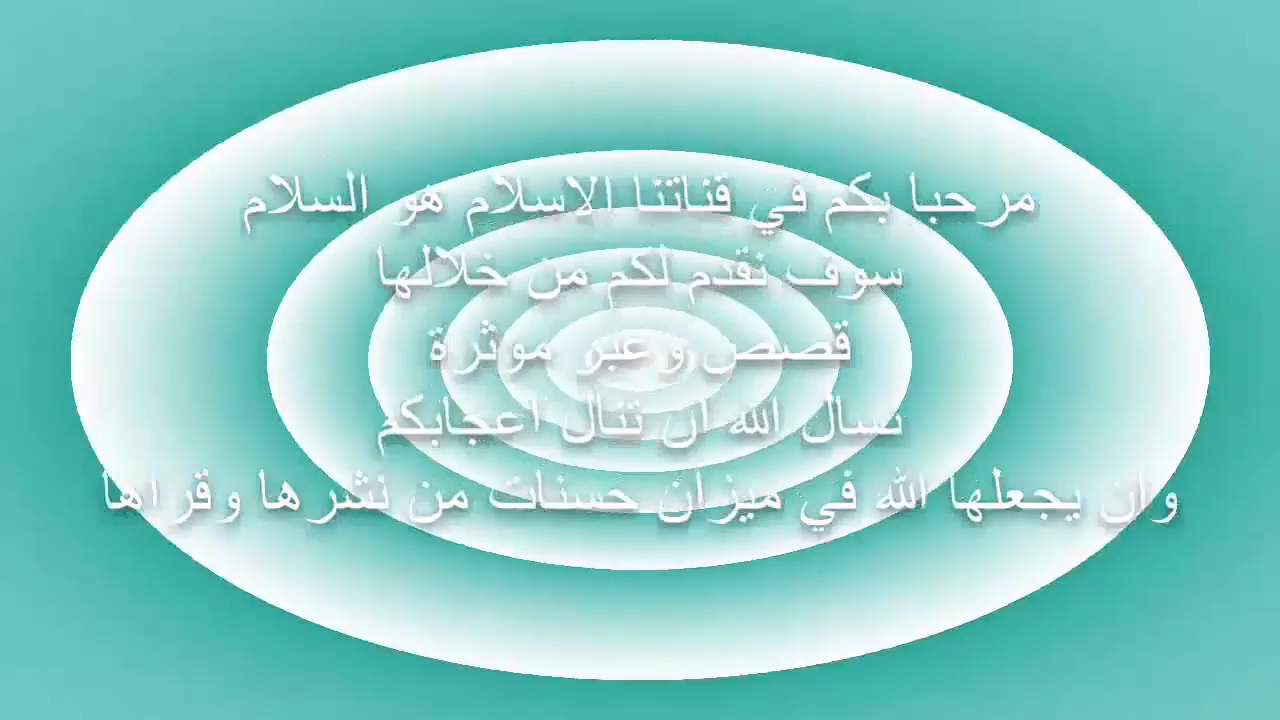 مرحبا بكم في قناتنا الاسلام هو السلام
سوف نقدم لكم من خلالها
قصص وعبر موثرة
نسال الله ان تنال اعجابكم
وان يجعلها الله في ميزان حسنات من نشرها وقراها